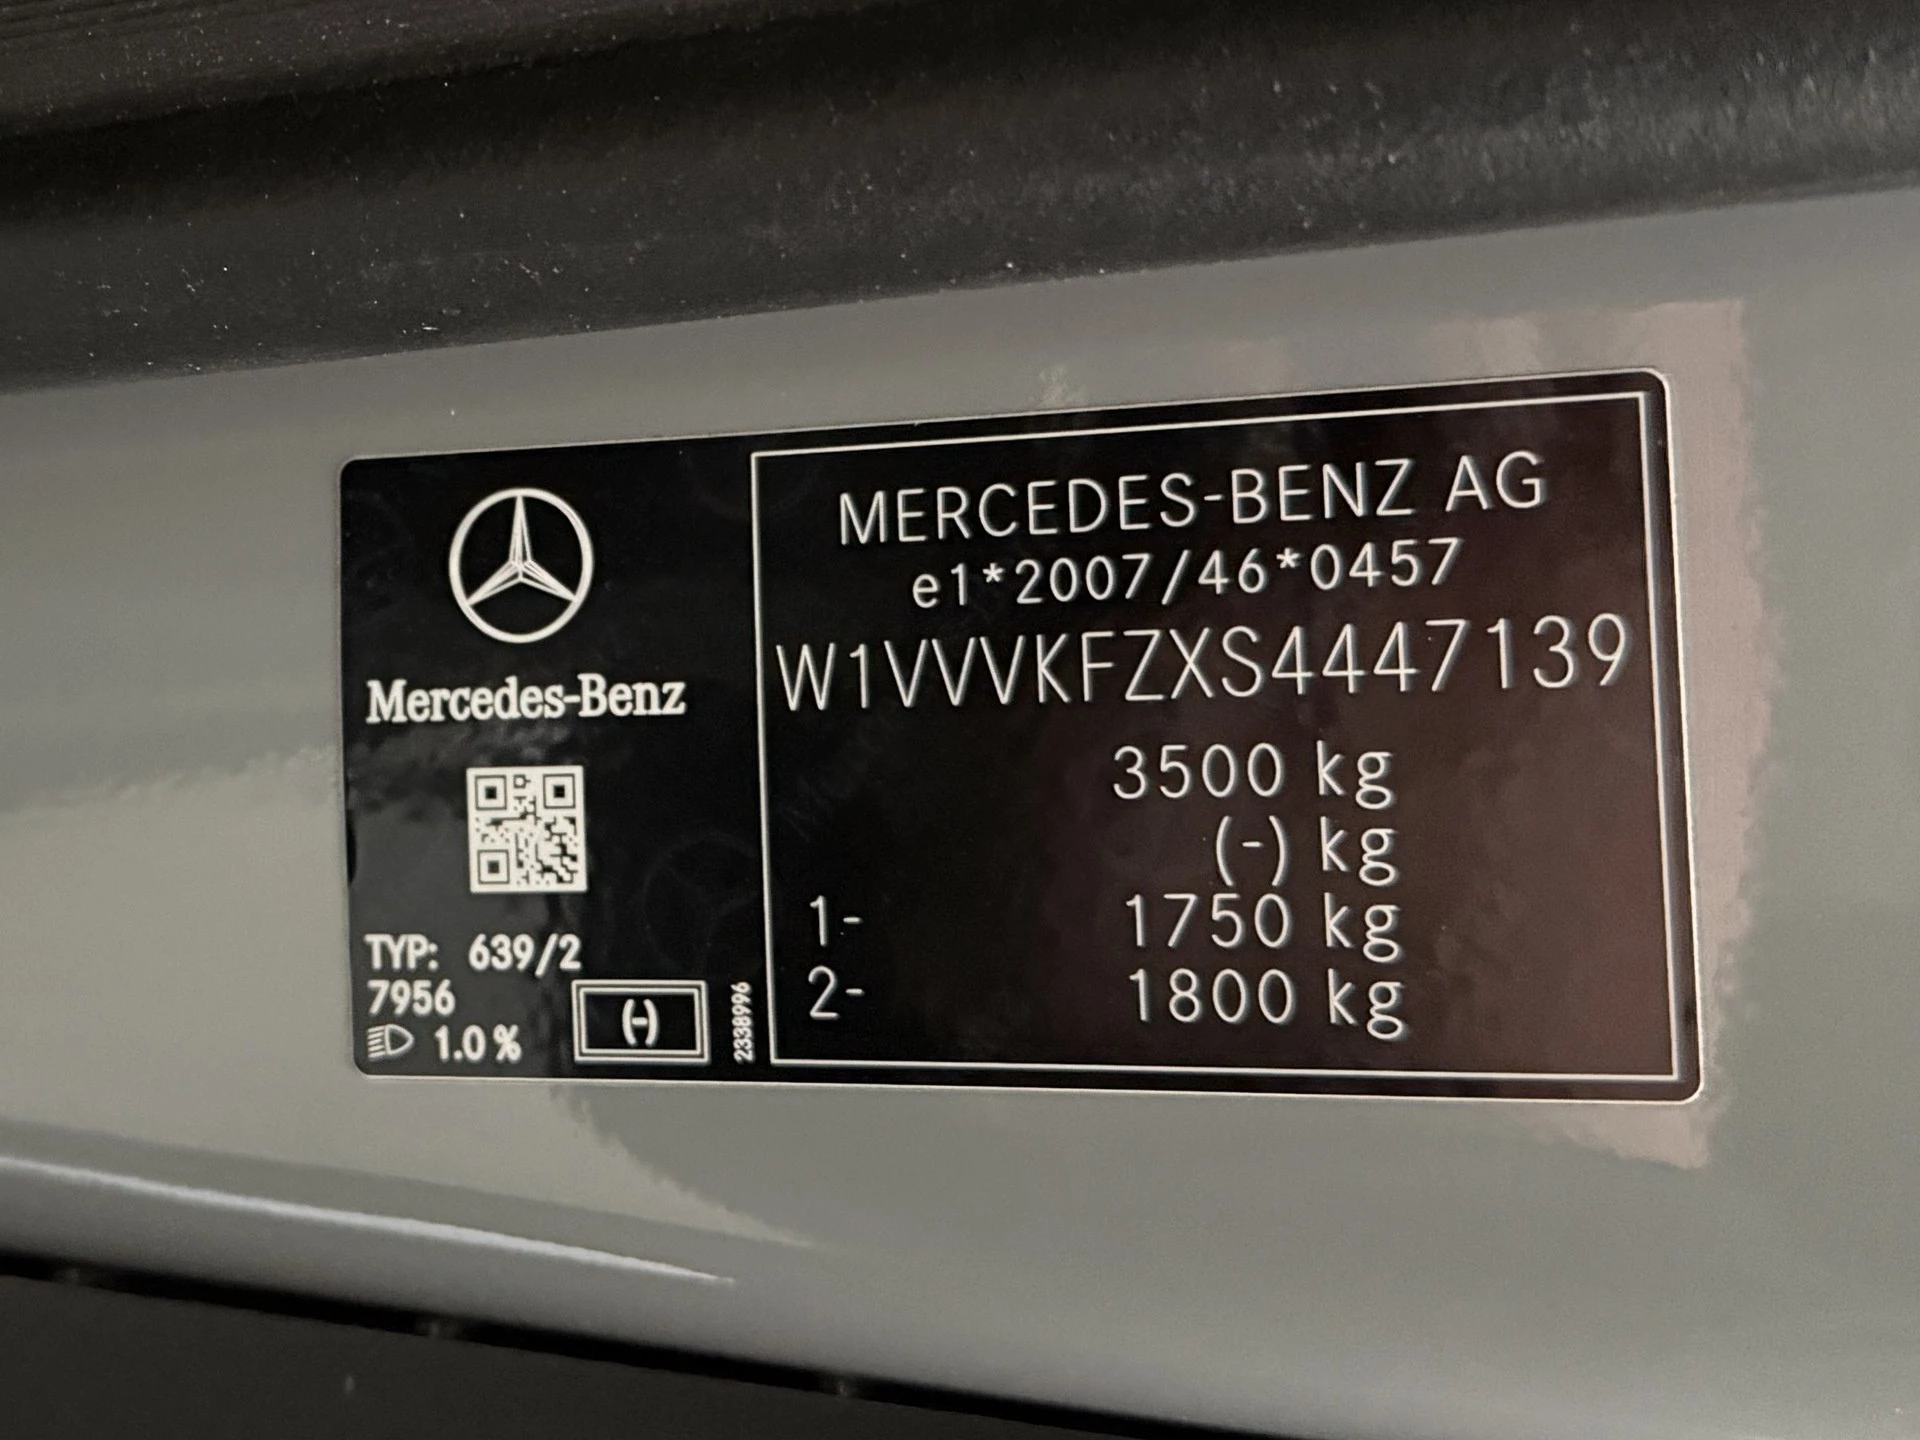 Mercedes-Benz
TYP: 639/2
7956
1.0 %
(-)
2338996
MERCEDES-BENZ AG
e1*2007/46*0457
W1VVVKFZXS4447139
3500 kg
(-) kg
1- 1750 kg
2- 1800 kg